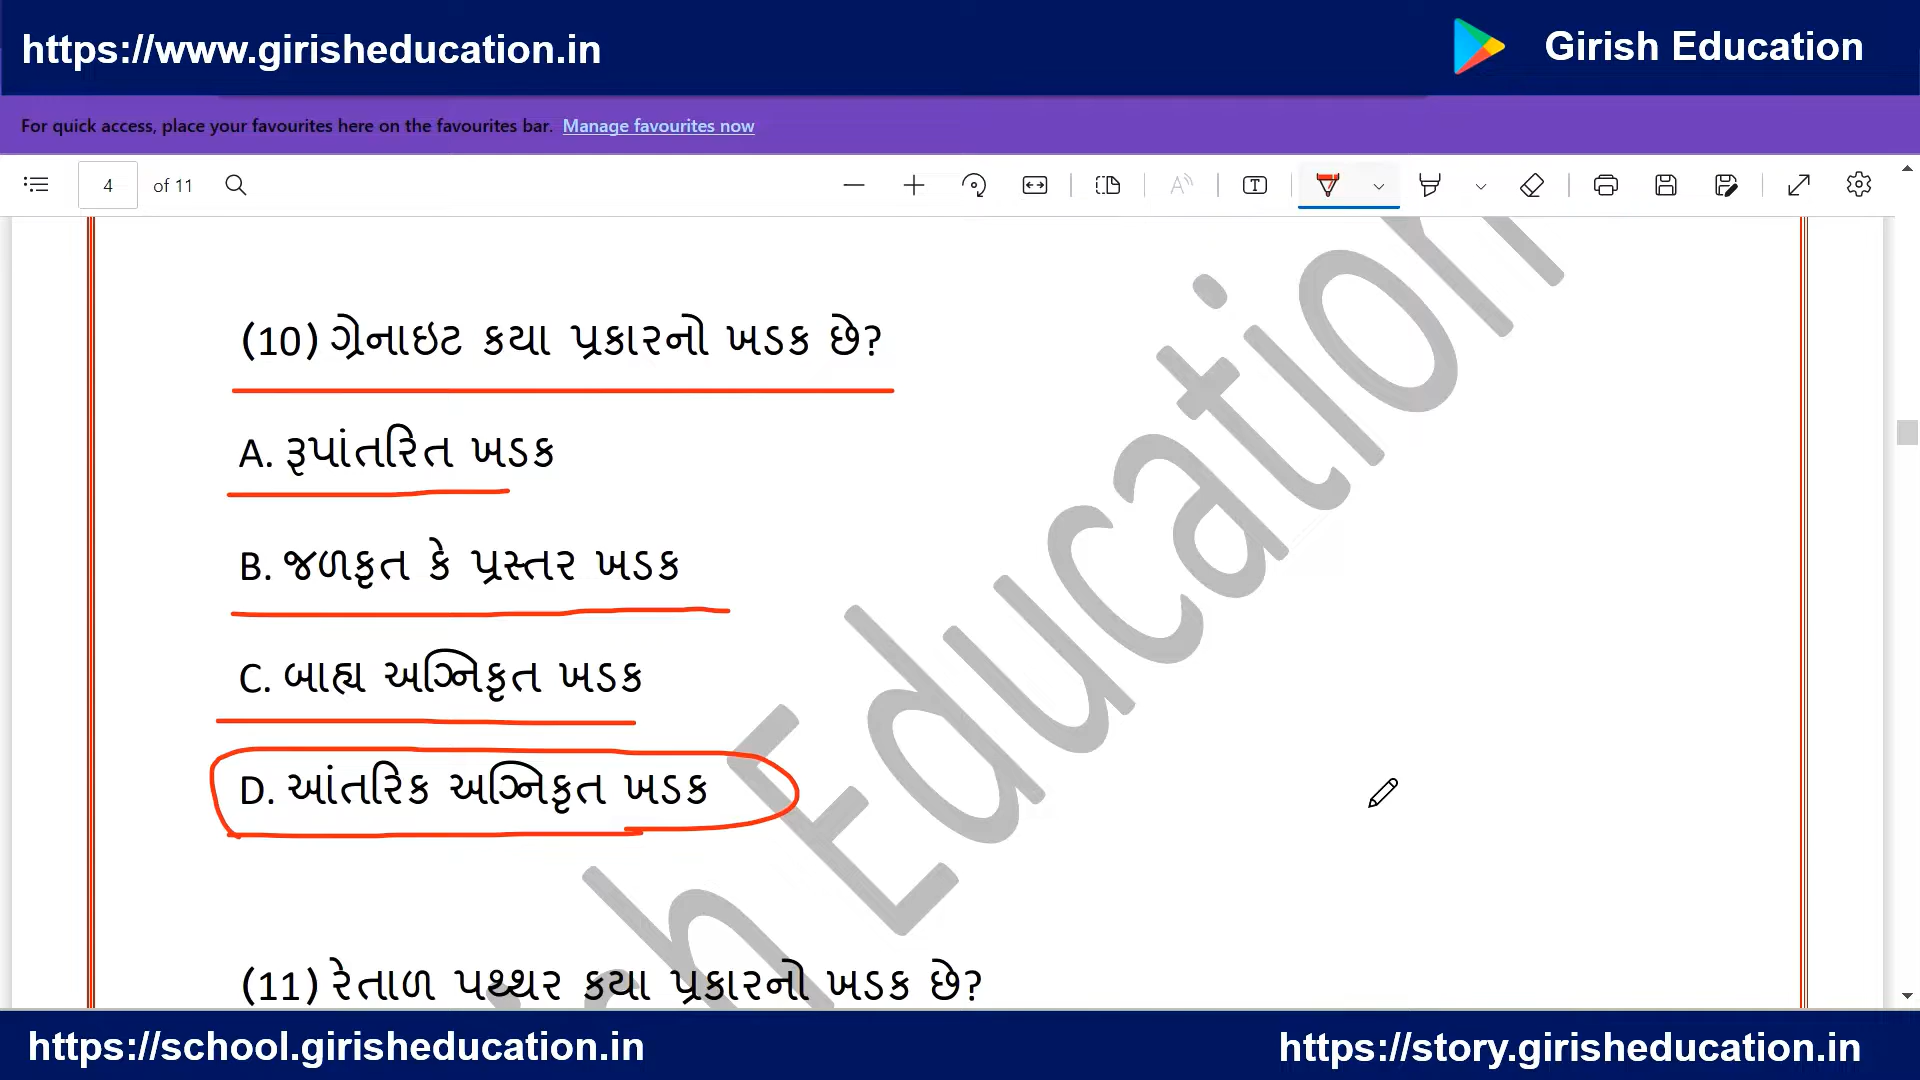 https://www.girisheducation.in
Girish Education
For quick access, place your favourites here on the favourites bar. Manage favourites now
4 of 11
(10) ગ્રેનાઇટ કયા પ્રકારનો ખડક છે?
A. રૂપાંતરિત ખડક
B. જળકૃત કે પ્રસ્તર ખડક
C. બાહ્ય અગ્નિકૃત ખડક
D. આંતરિક અગ્નિકૃત ખડક
(11) રેતાળ પથ્થર કયા પ્રકારનો ખડક છે?
sh Education
https://school.girisheducation.in
https://story.girisheducation.in